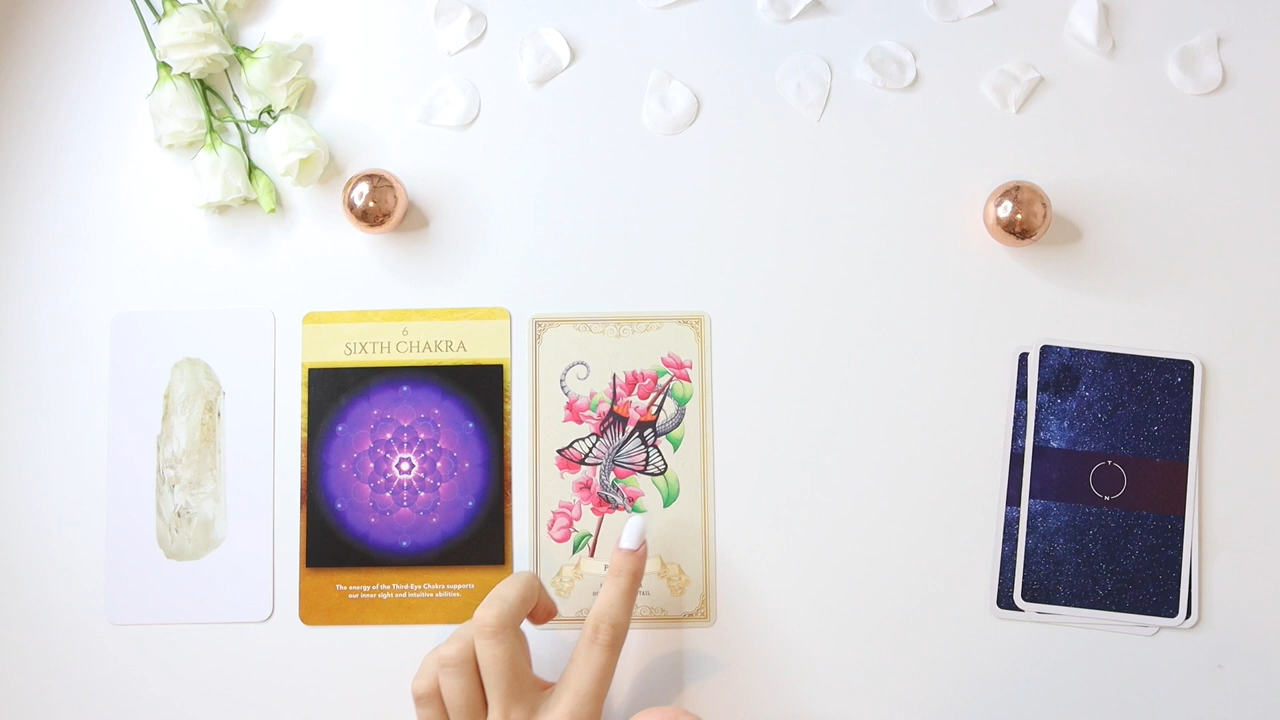 6
SIXTH CHAKRA
The energy of the Third-Eye Chakra supports
our inner sight and intuitive abilities.
T
N